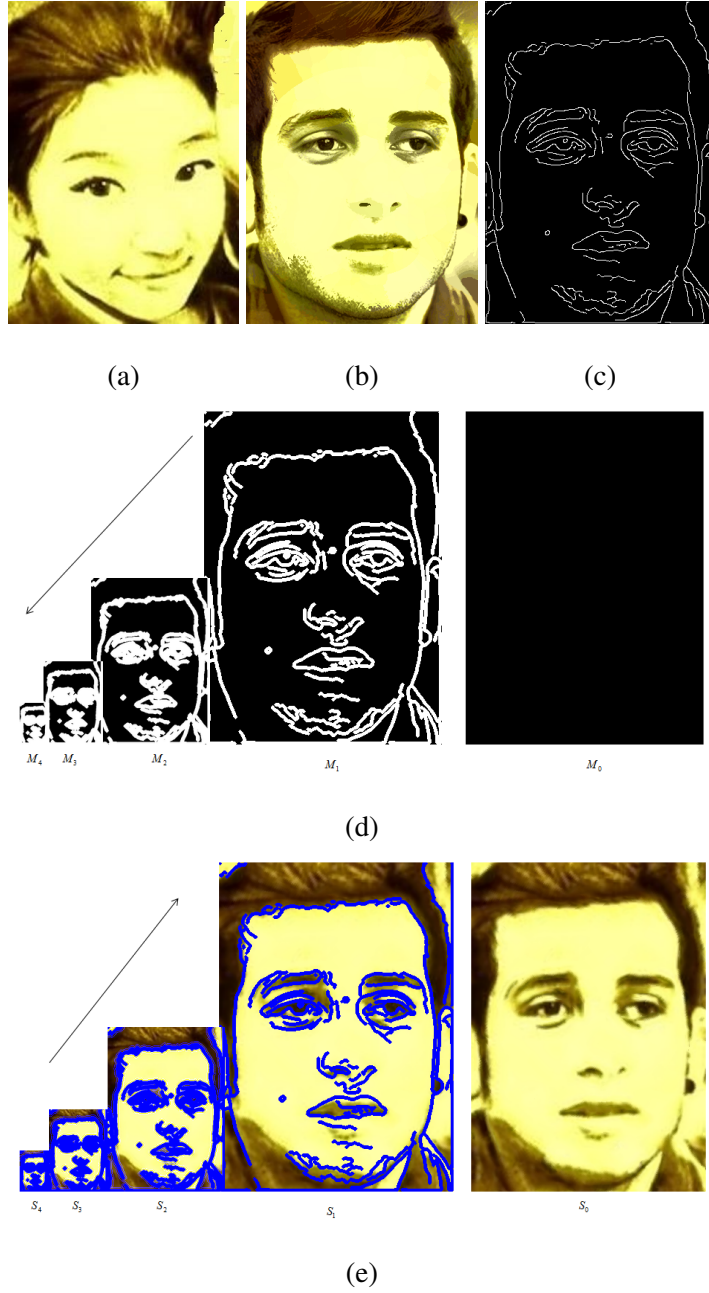 (a) (b) (c)
M₄ M₃ M₂ M₁ M₀
(d)
S₄ S₃ S₂ S₁ S₀
(e)